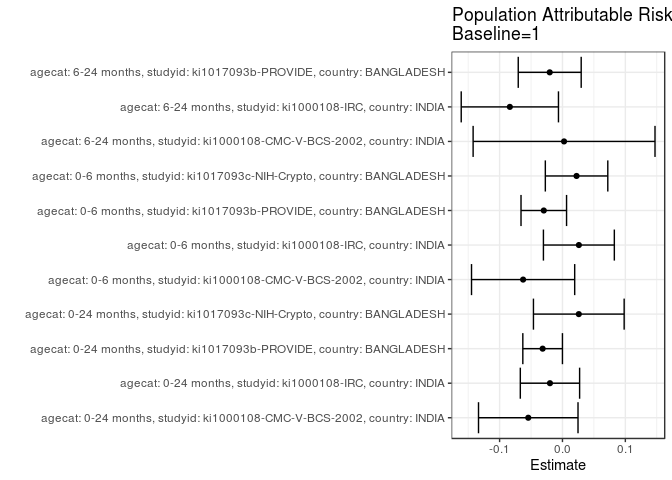 Population Attributable Risk
Baseline=1
agecat: 6-24 months, studyid: ki1017093b-PROVIDE, country: BANGLADESH
agecat: 6-24 months, studyid: ki1000108-IRC, country: INDIA
agecat: 6-24 months, studyid: ki1000108-CMC-V-BCS-2002, country: INDIA
agecat: 0-6 months, studyid: ki1017093c-NIH-Crypto, country: BANGLADESH
agecat: 0-6 months, studyid: ki1017093b-PROVIDE, country: BANGLADESH
agecat: 0-6 months, studyid: ki1000108-IRC, country: INDIA
agecat: 0-6 months, studyid: ki1000108-CMC-V-BCS-2002, country: INDIA
agecat: 0-24 months, studyid: ki1017093c-NIH-Crypto, country: BANGLADESH
agecat: 0-24 months, studyid: ki1017093b-PROVIDE, country: BANGLADESH
agecat: 0-24 months, studyid: ki1000108-IRC, country: INDIA
agecat: 0-24 months, studyid: ki1000108-CMC-V-BCS-2002, country: INDIA
-0.1 0.0 0.1
Estimate